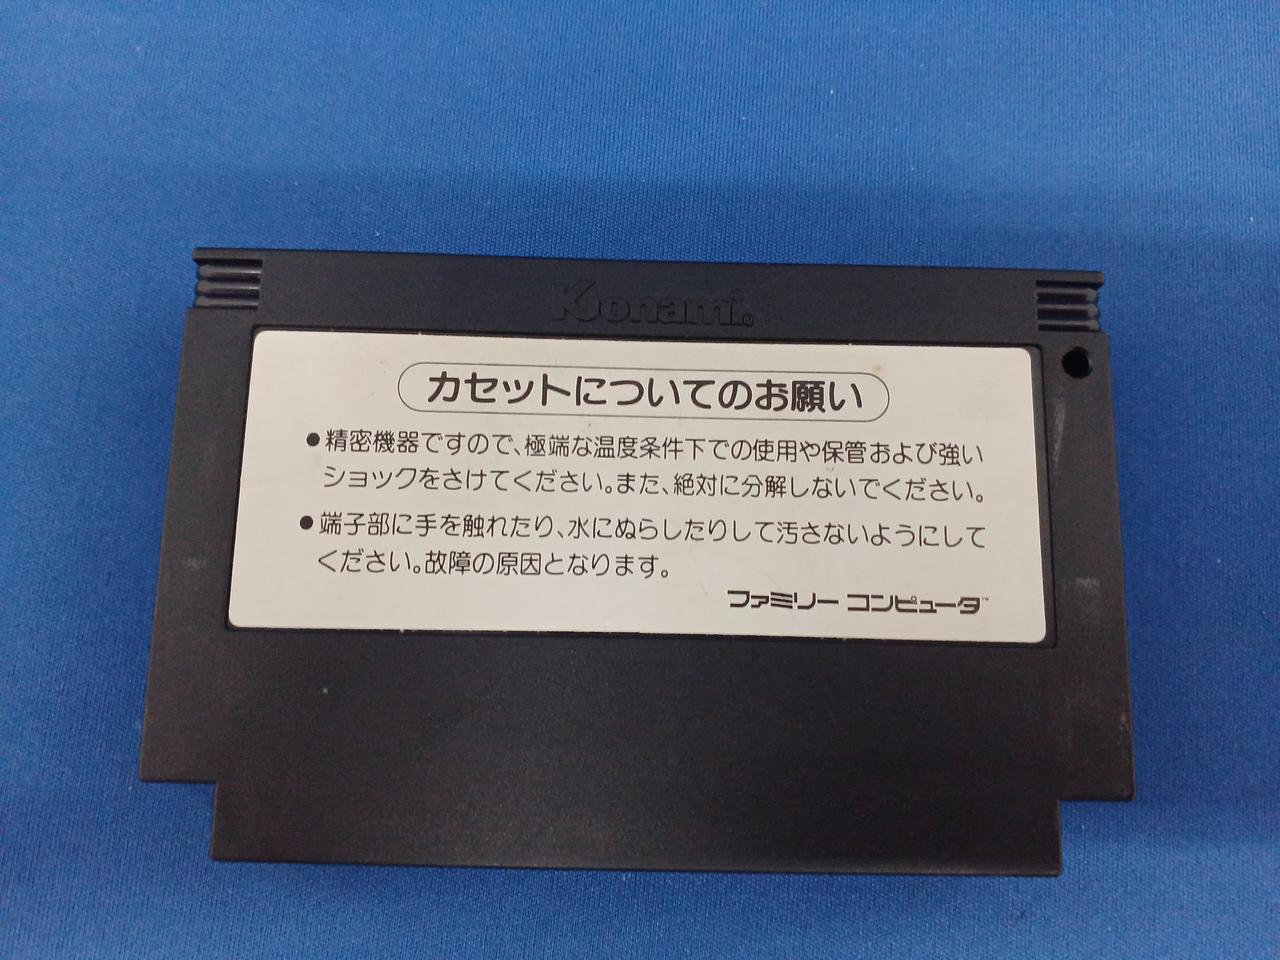 Konami
カセットについてのお願い
●精密機器ですので、極端な温度条件下での使用や保管および強い
ショックをさけてください。また、絶対に分解しないでください。
●端子部に手を触れたり、水にぬらしたりして汚さないようにして
ください。故障の原因となります。
ファミリー コンピュータ™